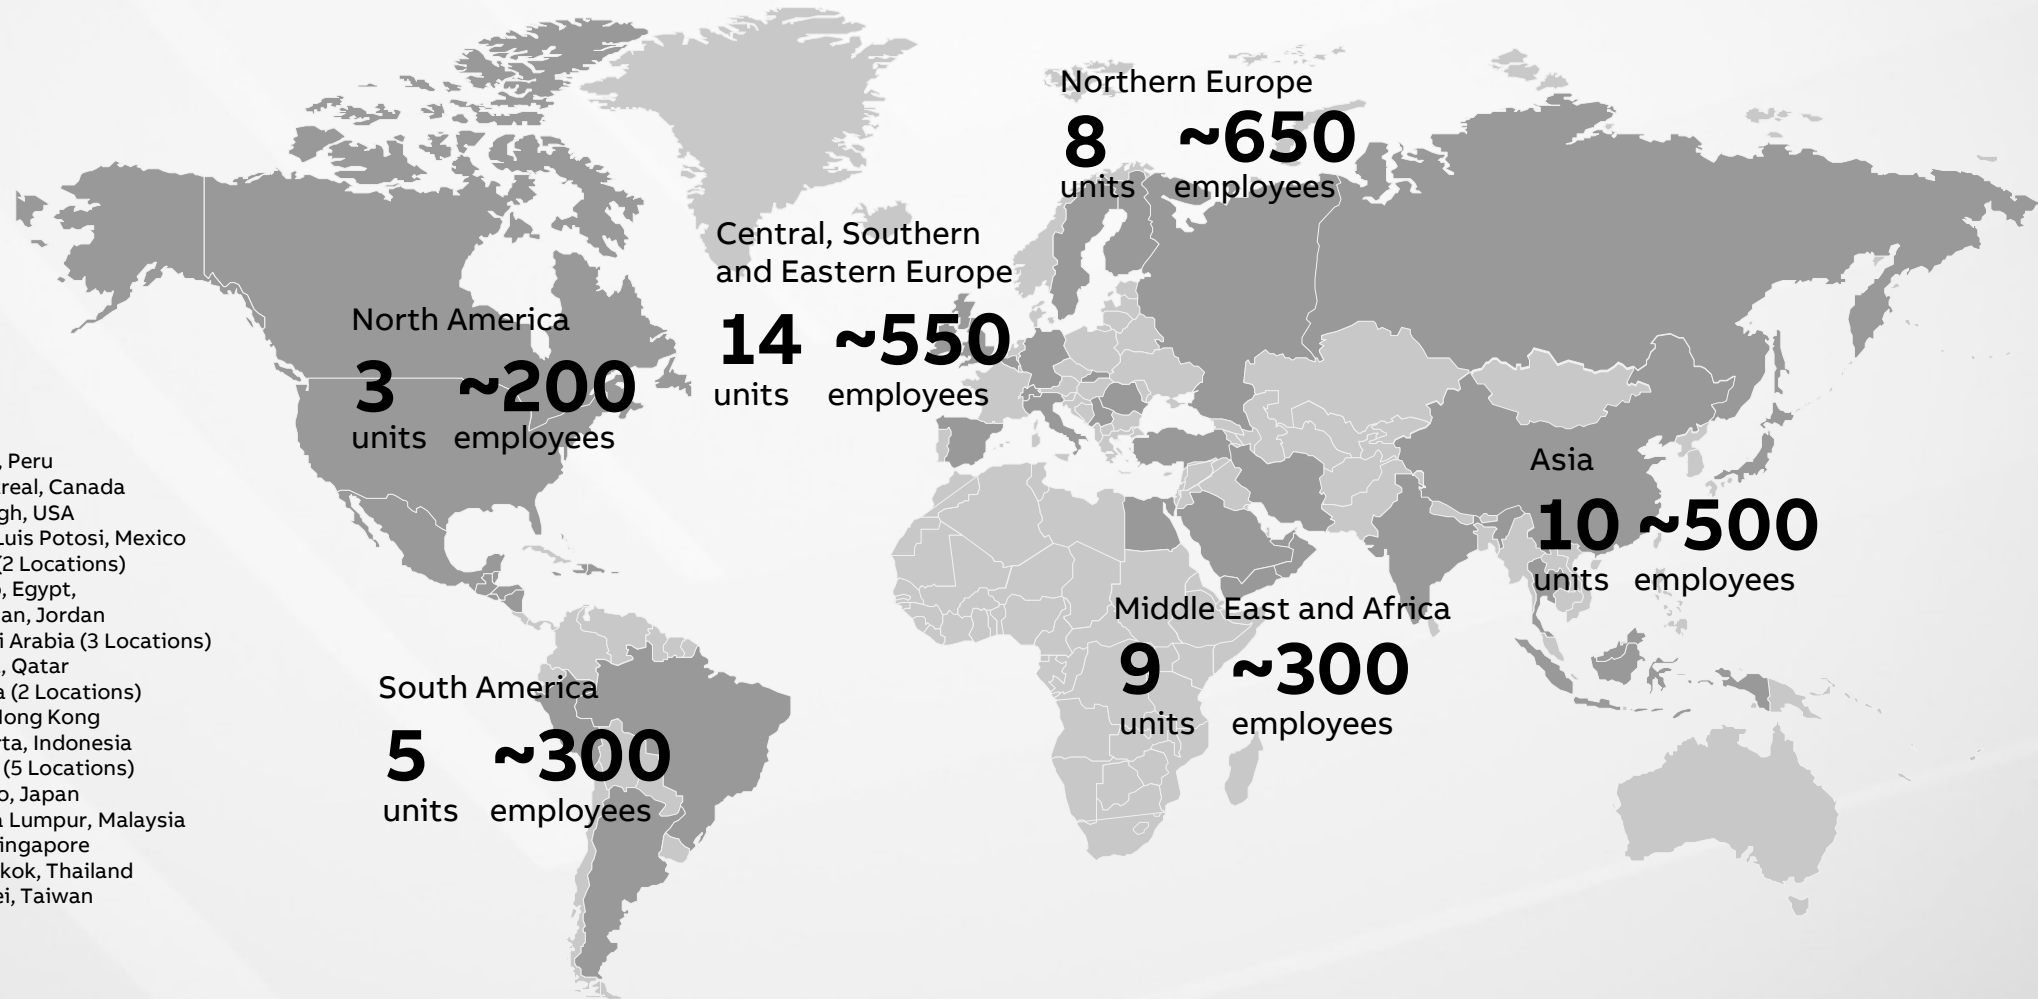 Northern Europe
8 ~650
units employees
Central, Southern
and Eastern Europe
14 ~550
units employees
North America
3 ~200
units employees
Asia
10 ~500
units employees
Middle East and Africa
9 ~300
units employees
South America
5 ~300
units employees
, Peru
real, Canada
gh, USA
Luis Potosi, Mexico
(2 Locations)
, Egypt,
an, Jordan
i Arabia (3 Locations)
, Qatar
a (2 Locations)
Hong Kong
rta, Indonesia
(5 Locations)
o, Japan
a Lumpur, Malaysia
ingapore
kok, Thailand
ei, Taiwan